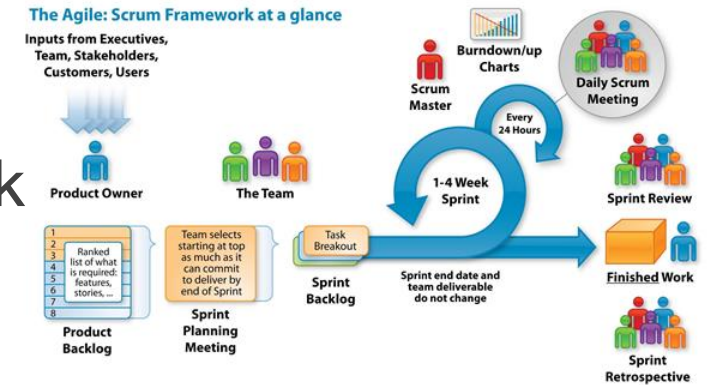 The Agile: Scrum Framework at a glance
Inputs from Executives,
Team, Stakeholders,
Customers, Users
Product Owner
The Team
Scrum
Master
Burndown/up
Charts
Daily Scrum
Meeting
Every
24 Hours
1-4 Week
Sprint
Sprint Review
k
1
2
3
4
5
6
7
8
Ranked
list of what
is required:
features,
stories, ...
Product
Backlog
Team selects
starting at top
as much as it
can commit
to deliver by
end of Sprint
Sprint
Planning
Meeting
Task
Breakout
Sprint
Backlog
Sprint end date and
team deliverable
do not change
Finished Work
Sprint
Retrospective